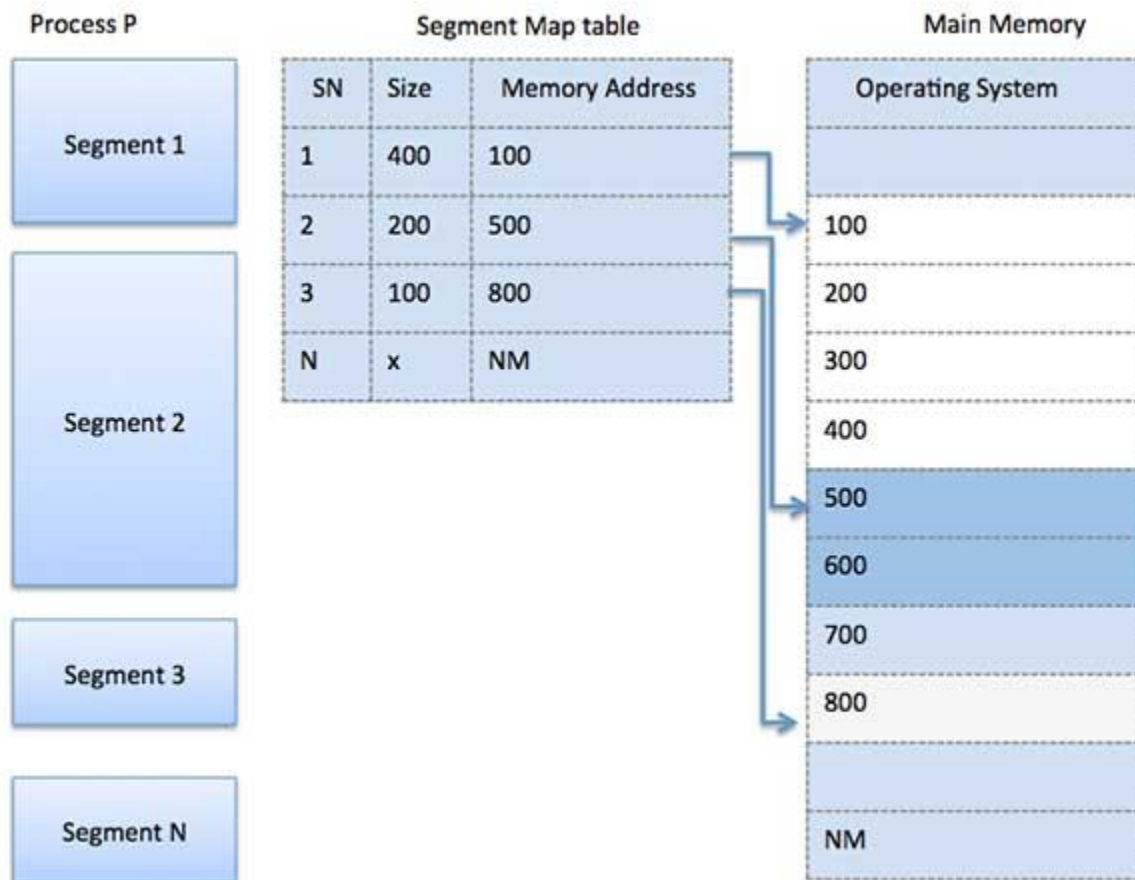 Process P
Segment Map table
Main Memory
Segment 1
Segment 2
Segment 3
Segment N
SN Size Memory Address
1 400 100
2 200 500
3 100 800
N x NM
Operating System
100
200
300
400
500
600
700
800
NM